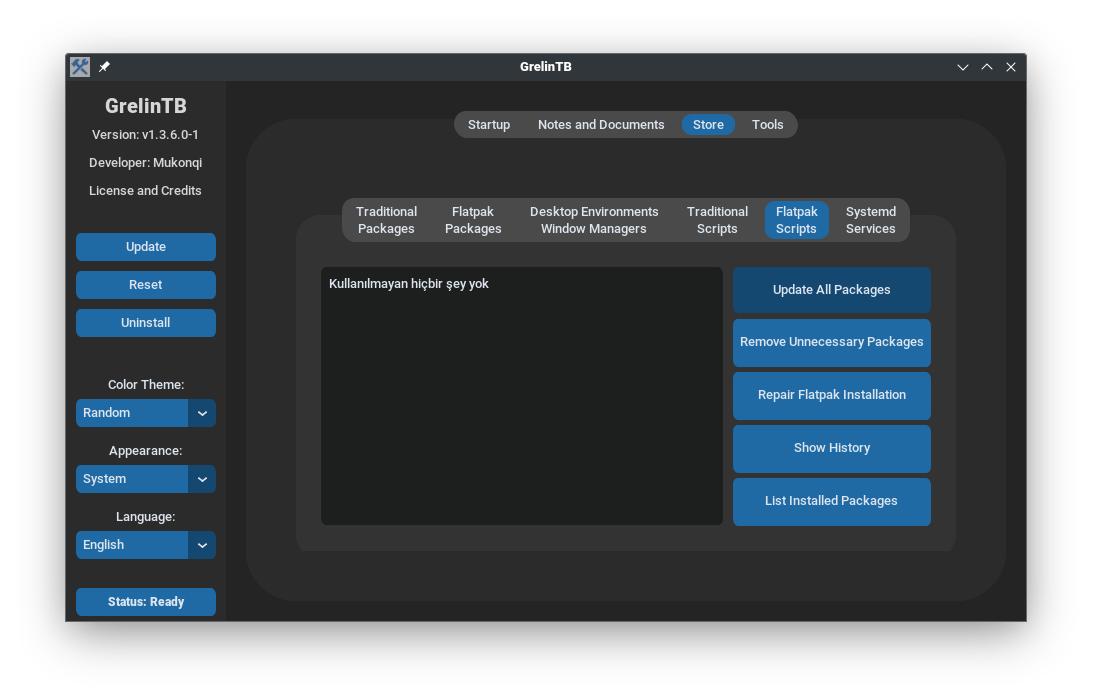 GrelinTB
GrelinTB
Version: v1.3.6.0-1
Developer: Mukonqi
License and Credits
Update
Reset
Uninstall
Color Theme:
Random
Appearance:
System
Language:
English
Status: Ready
Startup
Notes and Documents
Store
Tools
Traditional
Packages
Flatpak
Packages
Desktop Environments
Window Managers
Traditional
Scripts
Flatpak
Scripts
Systemd
Services
Kullanılmayan hiçbir şey yok
Update All Packages
Remove Unnecessary Packages
Repair Flatpak Installation
Show History
List Installed Packages